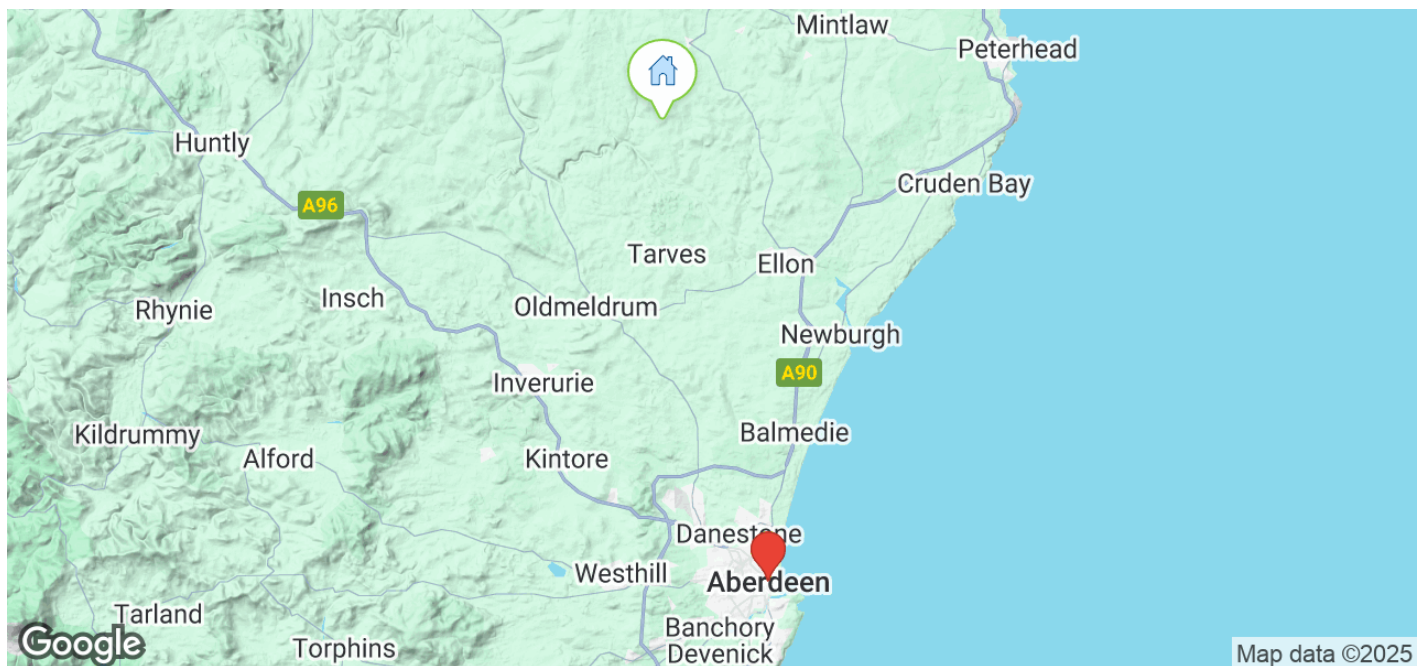 Mintlaw
Peterhead
Huntly
Cruden Bay
A96
Tarves
Ellon
Insch
Rhynie
Oldmeldrum
Newburgh
A90
Inverurie
Kildrummy
Balmedie
Alford
Kintore
Danestone
Westhill
Aberdeen
Tarland
Banchory
Devenick
Torphins
Google
Map data ©2025